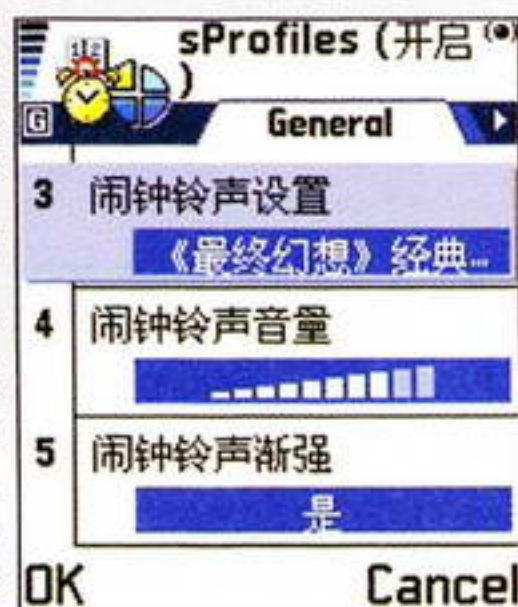 sProfiles (开启
)
G
General
3 闹钟铃声设置
《最终幻想》经典...
4 闹钟铃声音量
5 闹钟铃声渐强
是
OK Cancel